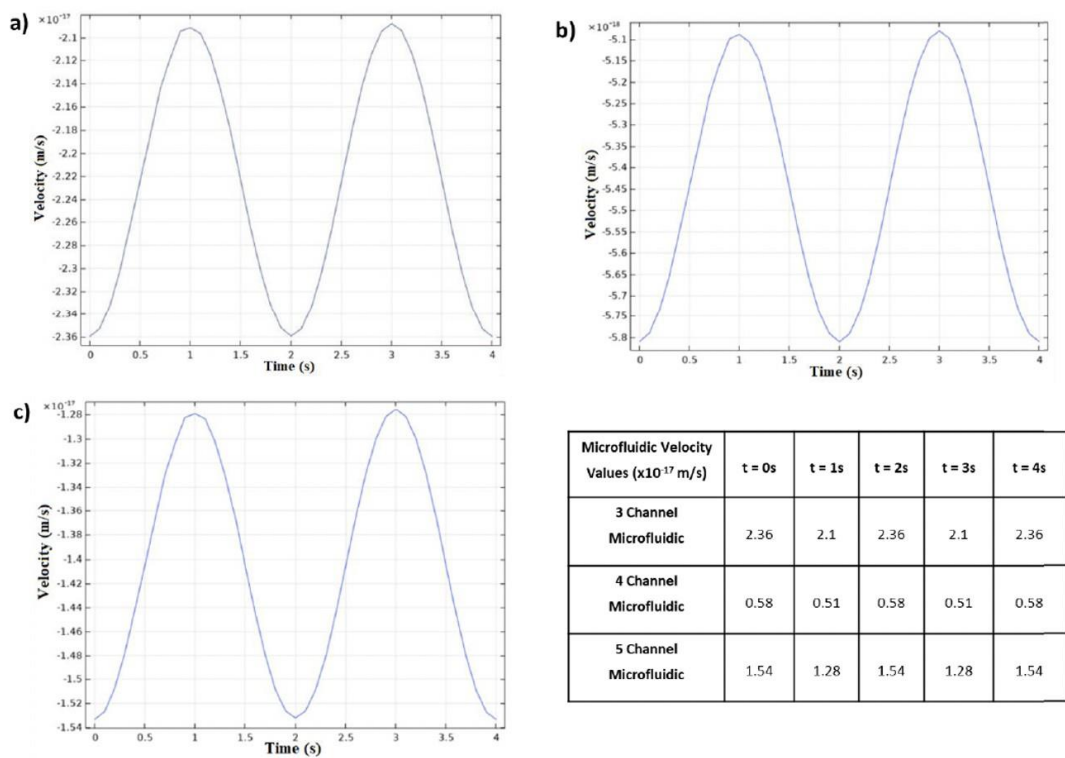 a)
×10⁻¹⁷
-2.1
-2.12
-2.14
-2.16
-2.18
-2.2
-2.22
-2.24
-2.26
-2.28
-2.3
-2.32
-2.34
-2.36
Velocity (m/s)
0 0.5 1 1.5 2 2.5 3 3.5 4
Time (s)
b)
×10⁻¹⁸
-5.1
-5.15
-5.2
-5.25
-5.3
-5.35
-5.4
-5.45
-5.5
-5.55
-5.6
-5.65
-5.7
-5.75
-5.8
Velocity (m/s)
0 0.5 1 1.5 2 2.5 3 3.5 4
Time (s)
c)
×10⁻¹⁷
-1.28
-1.3
-1.32
-1.34
-1.36
-1.38
-1.4
-1.42
-1.44
-1.46
-1.48
-1.5
-1.52
-1.54
Velocity (m/s)
0 0.5 1 1.5 2 2.5 3 3.5 4
Time (s)
Microfluidic Velocity
Values (x10⁻¹⁷ m/s) t = 0s t = 1s t = 2s t = 3s t = 4s
3 Channel
Microfluidic 2.36 2.1 2.36 2.1 2.36
4 Channel
Microfluidic 0.58 0.51 0.58 0.51 0.58
5 Channel
Microfluidic 1.54 1.28 1.54 1.28 1.54